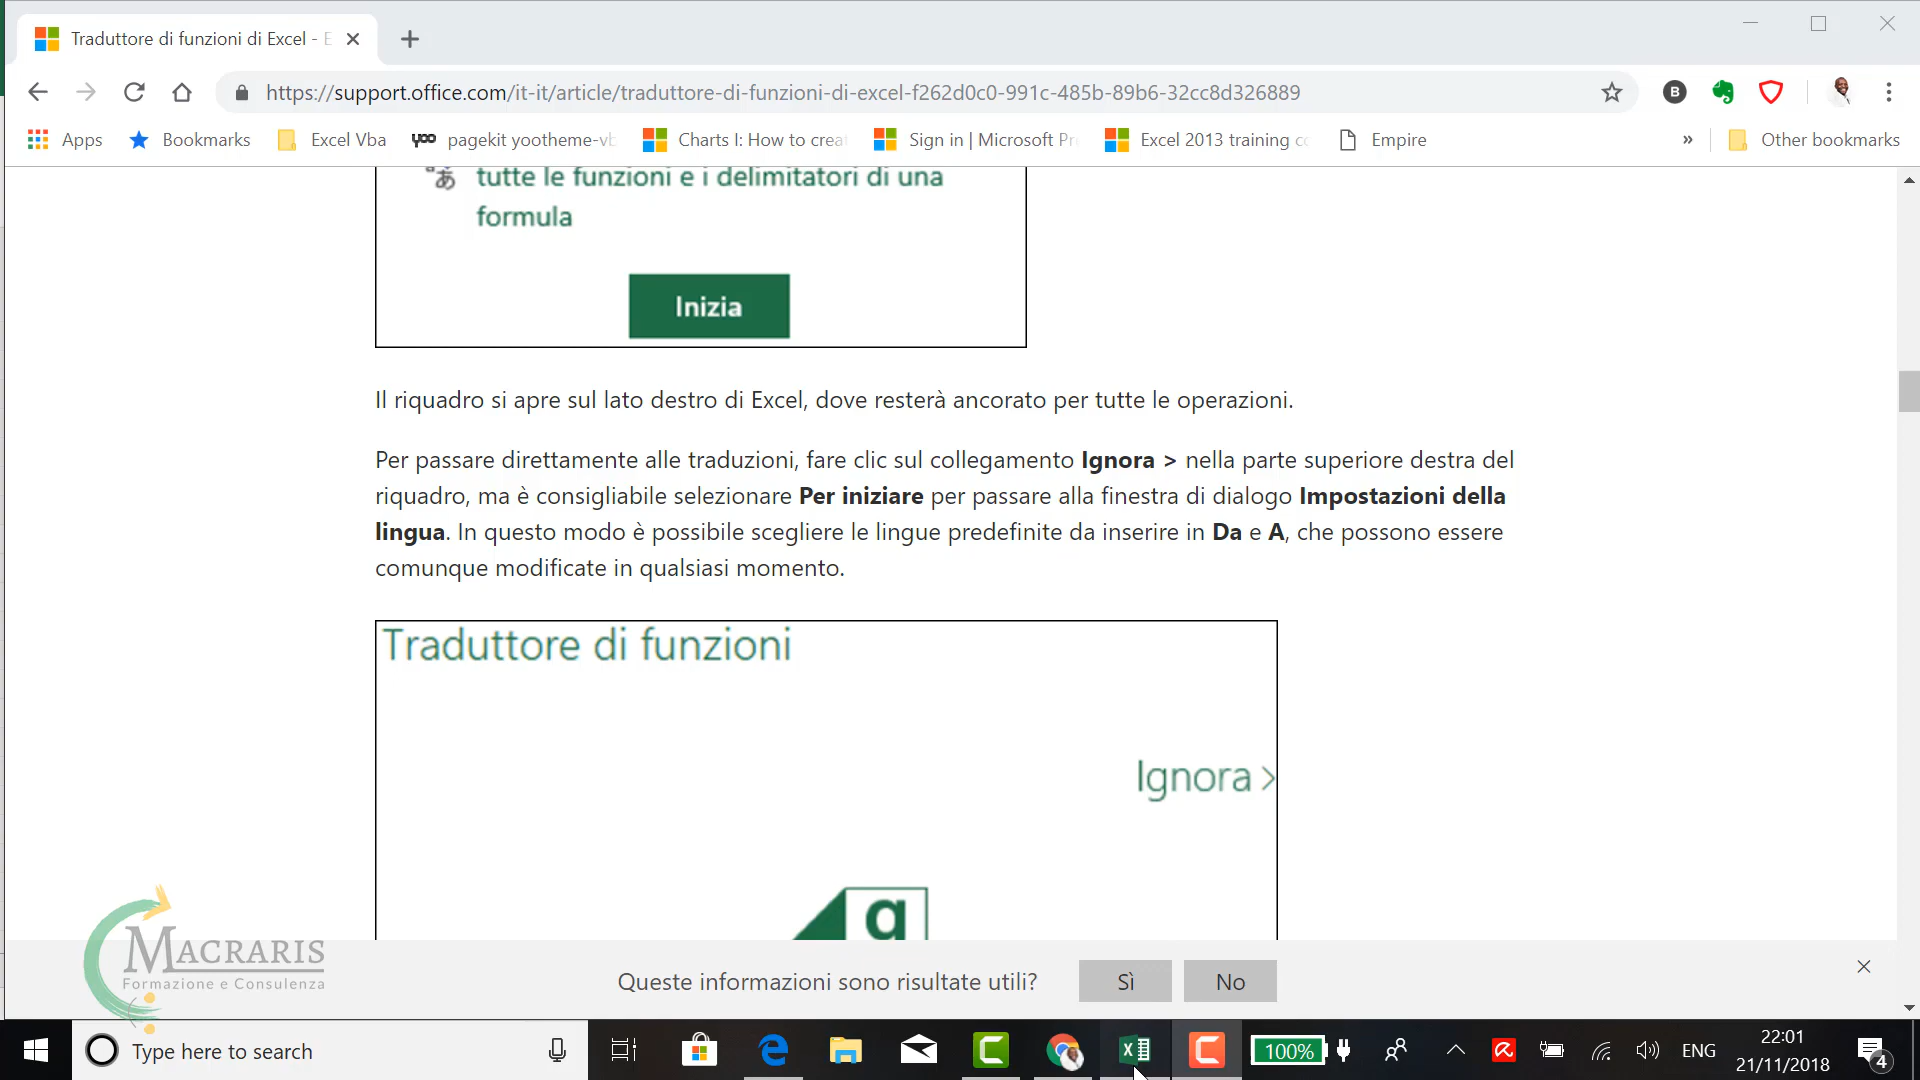 Traduttore di funzioni di Excel - E
https://support.office.com/it-it/article/traduttore-di-funzioni-di-excel-f262d0c0-991c-485b-89b6-32cc8d326889
B
Apps
Bookmarks
Excel Vba
YOO
pagekit yootheme-vb
Charts I: How to crea
Sign in | Microsoft Pr
Excel 2013 training co
Empire
»
Other bookmarks
tutte le funzioni e i delimitatori di una
formula
Inizia
Il riquadro si apre sul lato destro di Excel, dove resterà ancorato per tutte le operazioni.
Per passare direttamente alle traduzioni, fare clic sul collegamento Ignora > nella parte superiore destra del
riquadro, ma è consigliabile selezionare Per iniziare per passare alla finestra di dialogo Impostazioni della
lingua. In questo modo è possibile scegliere le lingue predefinite da inserire in Da e A, che possono essere
comunque modificate in qualsiasi momento.
Traduttore di funzioni
Ignora >
a
MACRARIS
Formazione e Consulenza
Queste informazioni sono risultate utili?
Sì
No
Type here to search
100%
ENG
22:01
21/11/2018
4